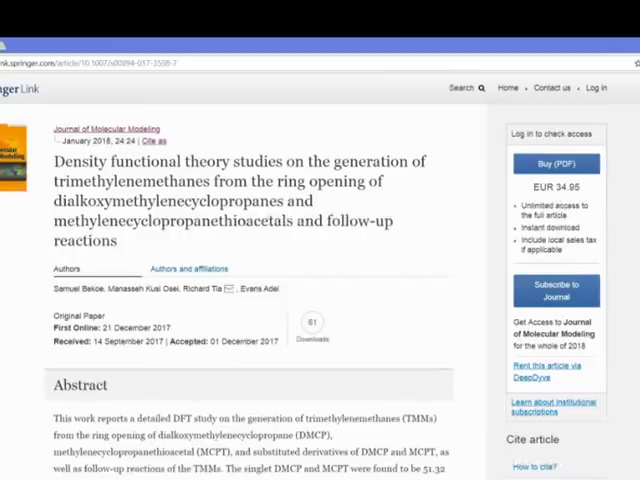 nk.springer.com/article/10.1007/s00894-017-3558-7
nger Link
Search
Home • Contact us • Log in
Journal of Molecular Modeling
January 2018, 24:24 | Cite as
Density functional theory studies on the generation of
trimethylenemethanes from the ring opening of
dialkoxymethylenecyclopropanes and
methylenecyclopropanethioacetals and follow-up
reactions
Authors
Authors and affiliations
Samuel Bekoe, Manasseh Kusi Osei, Richard Tia, Evans Adei
Original Paper
First Online: 21 December 2017
Received: 14 September 2017 | Accepted: 01 December 2017
61
Downloads
Abstract
This work reports a detailed DFT study on the generation of trimethylenemethanes (TMMs)
from the ring opening of dialkoxymethylenecyclopropane (DMCP),
methylenecyclopropanethioacetal (MCPT), and substituted derivatives of DMCP and MCPT, as
well as follow-up reactions of the TMMs. The singlet DMCP and MCPT were found to be 51.32
Log in to check access
Buy (PDF)
EUR 34.95
• Unlimited access to
the full article
• Instant download
• Include local sales tax
if applicable
Subscribe to
Journal
Get Access to Journal
of Molecular Modeling
for the whole of 2018
Rent this article via
DeepDyve
Learn about institutional
subscriptions
Cite article
How to cite?